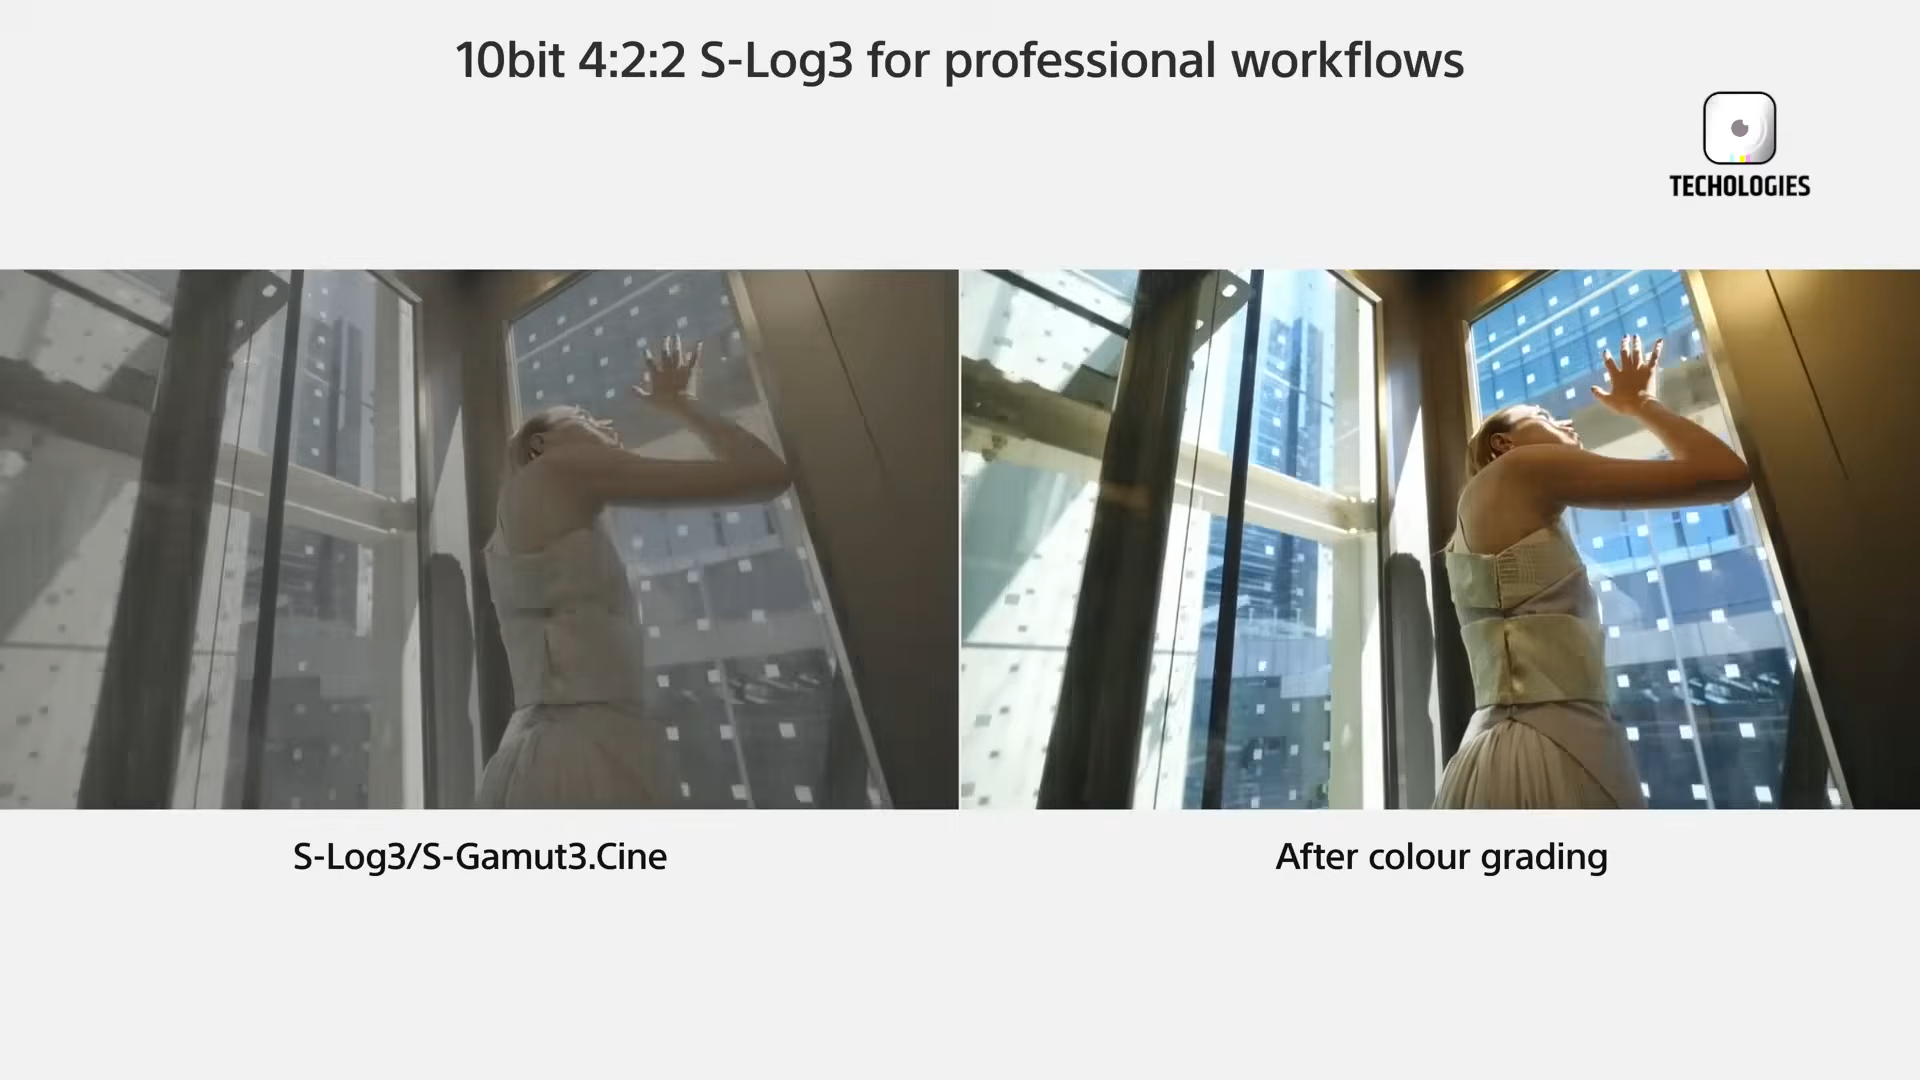 10bit 4:2:2 S-Log3 for professional workflows
TECHOLOGIES
S-Log3/S-Gamut3.Cine
After colour grading